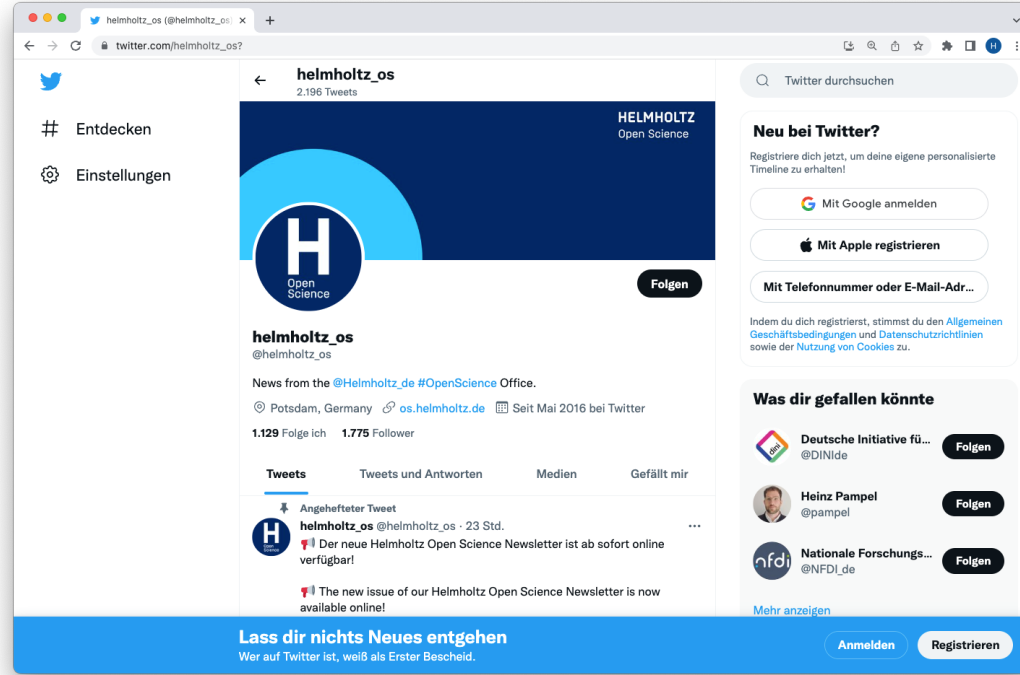 helmholtz_os (@helmholtz_os)
twitter.com/helmholtz_os?
H
helmholtz_os
2.196 Tweets
Entdecken
Einstellungen
HELMHOLTZ
Open Science
H
Open
Science
Folgen
helmholtz_os
@helmholtz_os
News from the @Helmholtz_de #OpenScience Office.
Potsdam, Germany os.helmholtz.de Seit Mai 2016 bei Twitter
1.129 Folge ich 1.775 Follower
Tweets Tweets und Antworten Medien Gefällt mir
Angehefteter Tweet
helmholtz_os @helmholtz_os · 23 Std.
H
Open
Science
Der neue Helmholtz Open Science Newsletter ist ab sofort online
verfügbar!
The new issue of our Helmholtz Open Science Newsletter is now
available online!
Twitter durchsuchen
Neu bei Twitter?
Registriere dich jetzt, um deine eigene personalisierte
Timeline zu erhalten!
Mit Google anmelden
Mit Apple registrieren
Mit Telefonnummer oder E-Mail-Adr...
Indem du dich registrierst, stimmst du den Allgemeinen
Geschäftsbedingungen und Datenschutzrichtlinien
sowie der Nutzung von Cookies zu.
Was dir gefallen könnte
dini
Deutsche Initiative fü...
@DINIde
Folgen
Heinz Pampel
@pampel
Folgen
nfdi
Nationale Forschungs...
@NFDI_de
Folgen
Mehr anzeigen
Lass dir nichts Neues entgehen
Wer auf Twitter ist, weiß als Erster Bescheid.
Anmelden
Registrieren